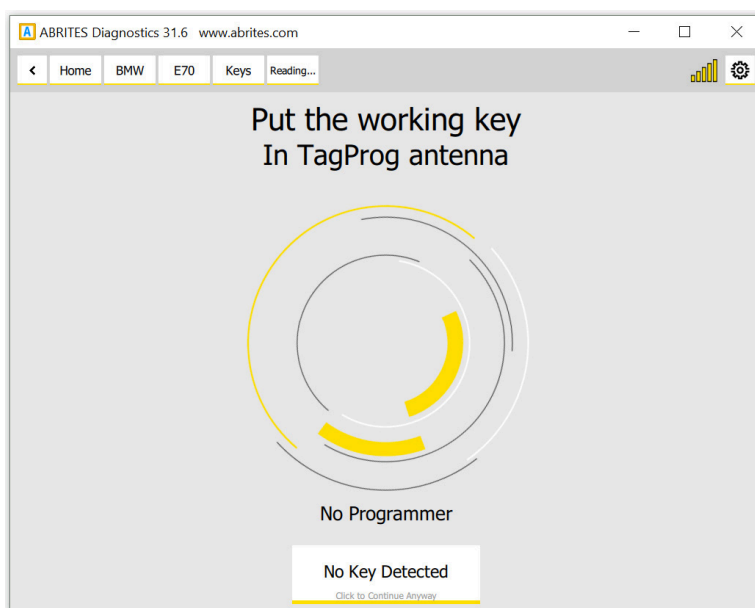 A ABRITES Diagnostics 31.6 www.abrites.com
< Home BMW E70 Keys Reading...
Put the working key
In TagProg antenna
No Programmer
No Key Detected
Click to Continue Anyway